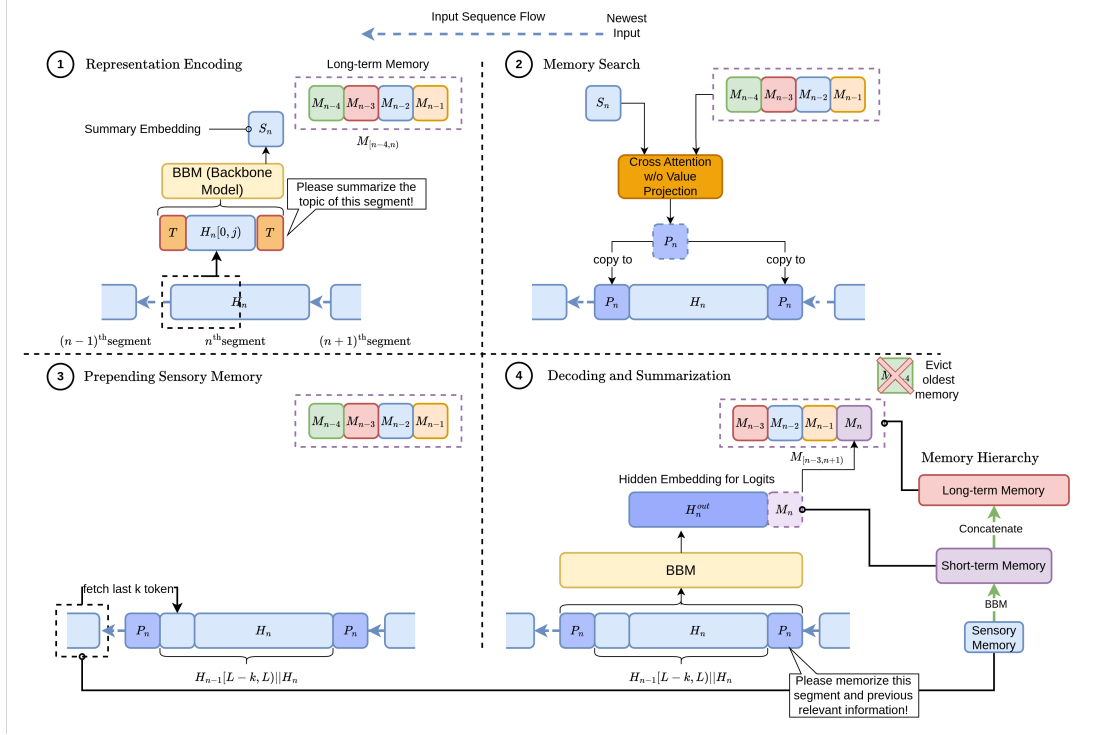 Input Sequence Flow
Newest
Input
1
Representation Encoding
Long-term Memory
M_{n-4} M_{n-3} M_{n-2} M_{n-1}
M_{[n-4,n)}
Summary Embedding
S_n
BBM (Backbone
Model)
Please summarize the
topic of this segment!
T H_n[0, j) T
H_n
(n − 1)^{th}segment
n^{th}segment
(n + 1)^{th}segment
2
Memory Search
S_n
M_{n-4} M_{n-3} M_{n-2} M_{n-1}
Cross Attention
w/o Value
Projection
P_n
copy to
copy to
P_n H_n P_n
3
Prepending Sensory Memory
M_{n-4} M_{n-3} M_{n-2} M_{n-1}
fetch last k token
P_n H_n P_n
H_{n-1}[L − k, L)||H_n
4
Decoding and Summarization
Evict
oldest
memory
M_{n-3} M_{n-2} M_{n-1} M_n
M_{[n-3,n+1)}
Hidden Embedding for Logits
H_n^{out} M_n
BBM
P_n H_n P_n
H_{n-1}[L − k, L)||H_n
Please memorize this
segment and previous
relevant information!
Memory Hierarchy
Long-term Memory
Concatenate
Short-term Memory
BBM
Sensory
Memory